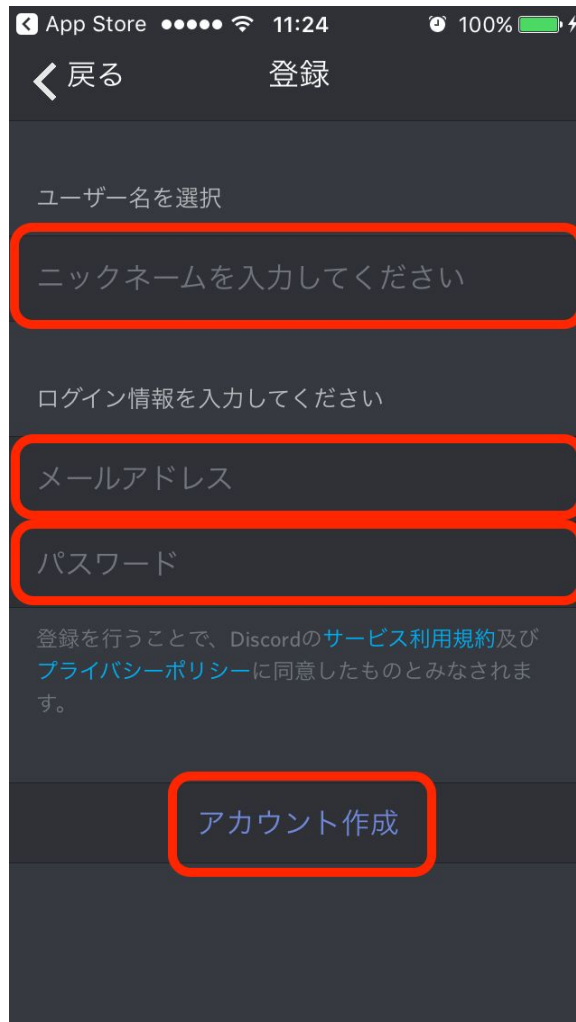 App Store 11:24 100%
戻る 登録
ユーザー名を選択
ニックネームを入力してください
ログイン情報を入力してください
メールアドレス
パスワード
登録を行うことで、Discordのサービス利用規約及び
プライバシーポリシーに同意したものとみなされま
す。
アカウント作成